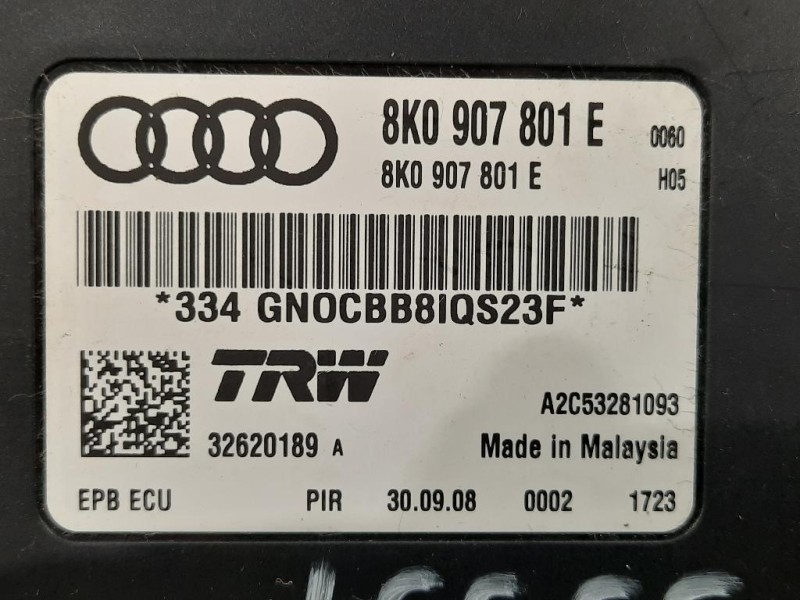 8K0 907 801 E 0060
8K0 907 801 E H05
*334 GNOCBB8IQS23F*
TRW
A2C53281093
32620189 A Made in Malaysia
EPB ECU PIR 30.09.08 0002 1723